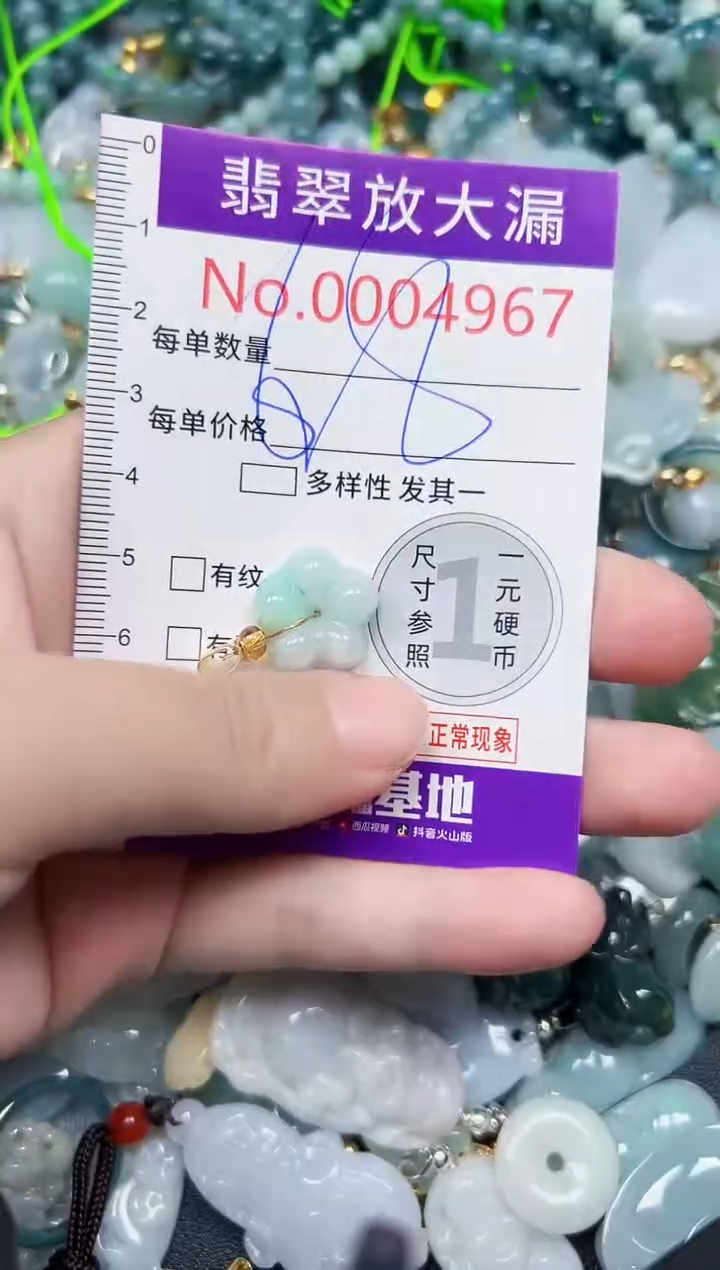 翡翠放大漏
No.0004967
每单数量
每单价格
68
多样性 发其一
有纹
尺寸参照
1
一元硬币
正常现象
基地
西瓜视频 抖音火山版
0
1
2
3
4
5
6